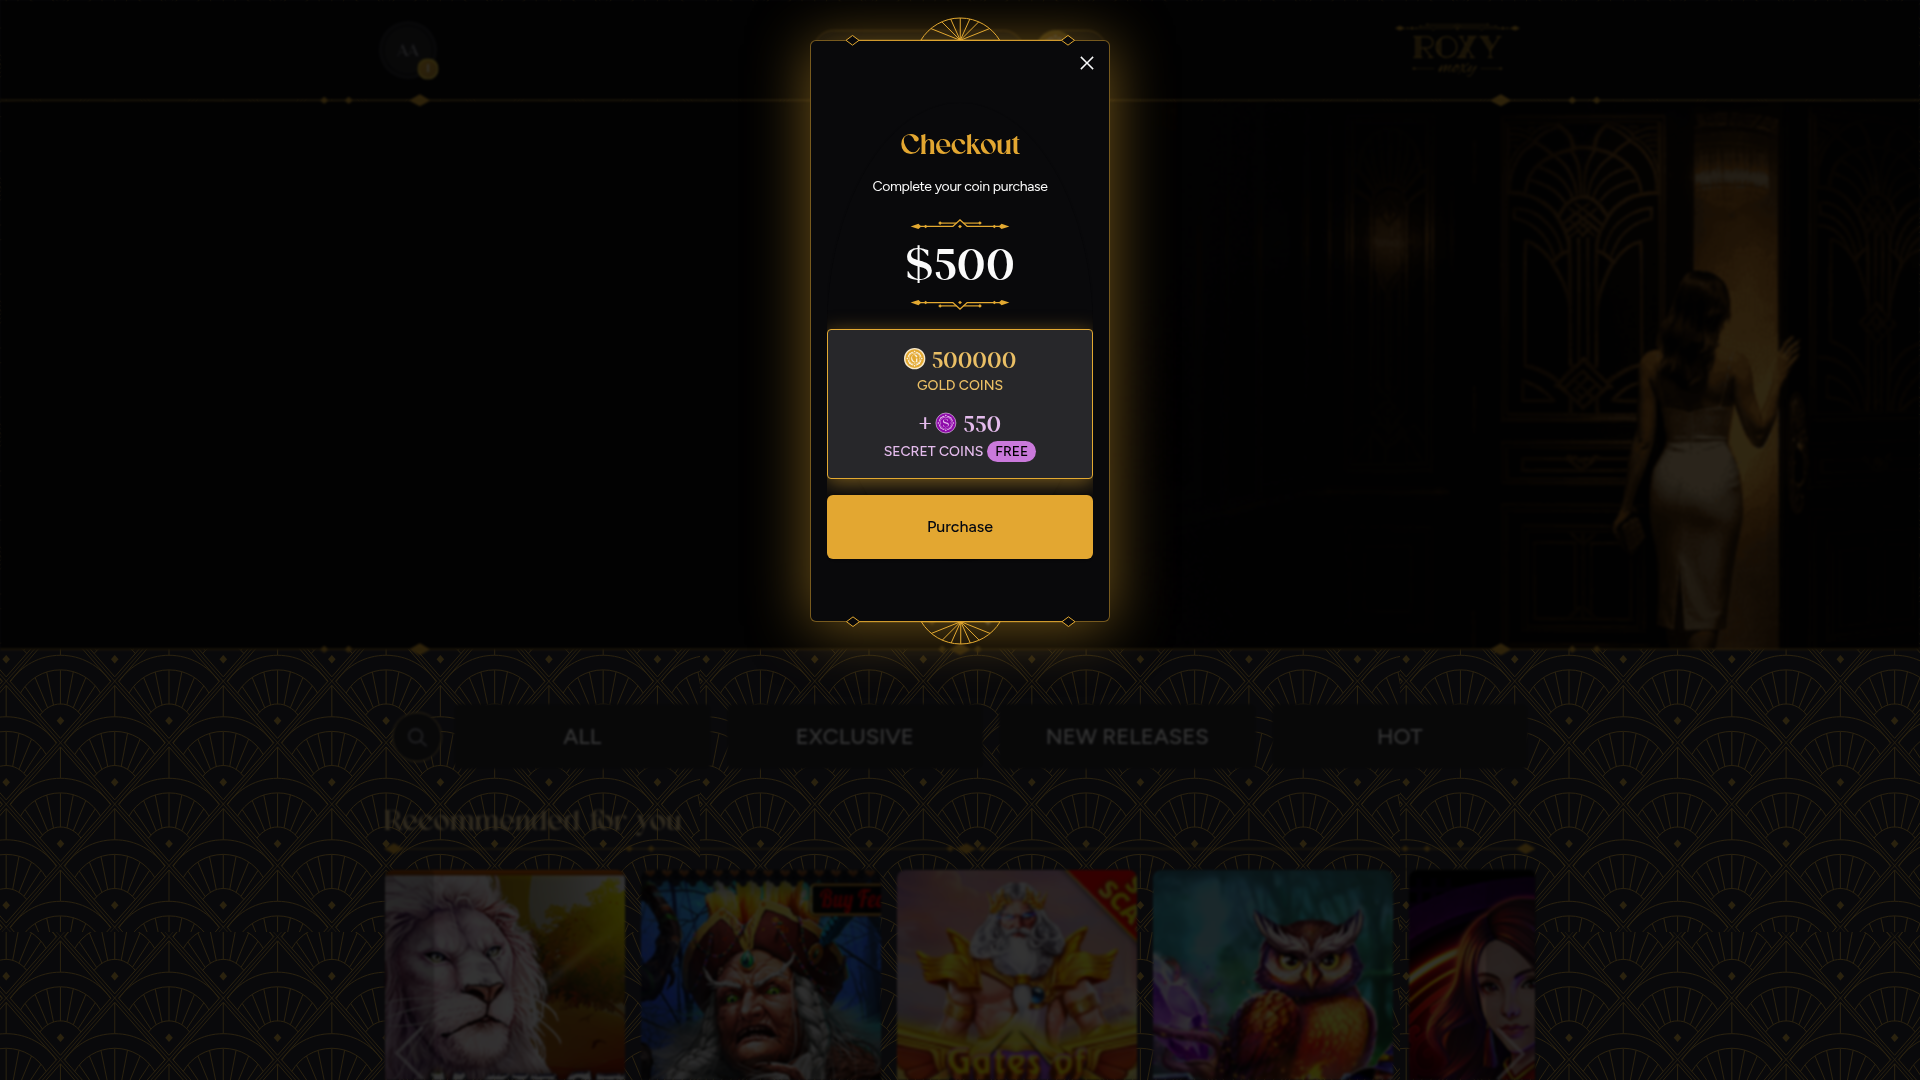 AA
ROXY
moxy
Checkout
Complete your coin purchase
$500
500000
GOLD COINS
+ 550
SECRET COINS FREE
Purchase
ALL
EXCLUSIVE
NEW RELEASES
HOT
Recommended for you
Buy
Gates of